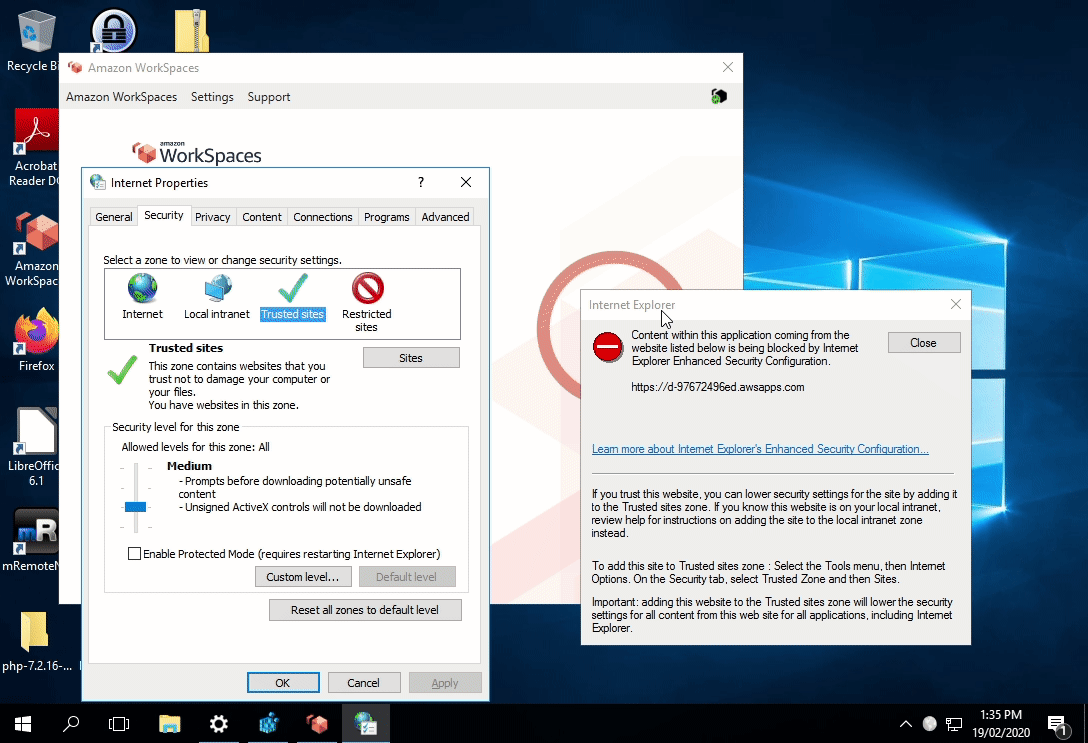 Recycle Bi
Amazon WorkSpaces
Amazon WorkSpaces Settings Support
amazon
WorkSpaces
Acrobat
Reader D
Amazon
WorkSpac
Firefox
LibreOffic
6.1
mR
mRemoteN
php-7.2.16-...
Internet Properties
?
General Security Privacy Content Connections Programs Advanced
Select a zone to view or change security settings.
Internet Local intranet Trusted sites Restricted
sites
Trusted sites
This zone contains websites that you
trust not to damage your computer or
your files.
You have websites in this zone.
Sites
Security level for this zone
Allowed levels for this zone: All
Medium
- Prompts before downloading potentially unsafe
content
- Unsigned ActiveX controls will not be downloaded
Enable Protected Mode (requires restarting Internet Explorer)
Custom level... Default level
Reset all zones to default level
OK Cancel Apply
Internet Explorer
Content within this application coming from the
website listed below is being blocked by Internet
Explorer Enhanced Security Configuration.
Close
https://d-97672496ed.awsapps.com
Learn more about Internet Explorer's Enhanced Security Configuration...
If you trust this website, you can lower security settings for the site by adding it
to the Trusted sites zone. If you know this website is on your local intranet,
review help for instructions on adding the site to the local intranet zone
instead.
To add this site to Trusted sites zone : Select the Tools menu, then Internet
Options. On the Security tab, select Trusted Zone and then Sites.
Important: adding this website to the Trusted sites zone will lower the security
settings for all content from this web site for all applications, including Internet
Explorer.
1:35 PM
19/02/2020
1